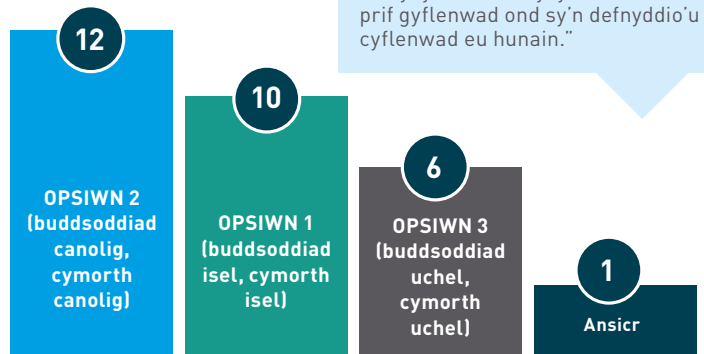 prif gyflenwad ond sy'n defnyddio'u
cyflenwad eu hunain.”
12
OPSIWN 2
(buddsoddiad
canolig,
cymorth
canolig)
10
OPSIWN 1
(buddsoddiad
isel, cymorth
isel)
6
OPSIWN 3
(buddsoddiad
uchel,
cymorth
uchel)
1
Ansicr